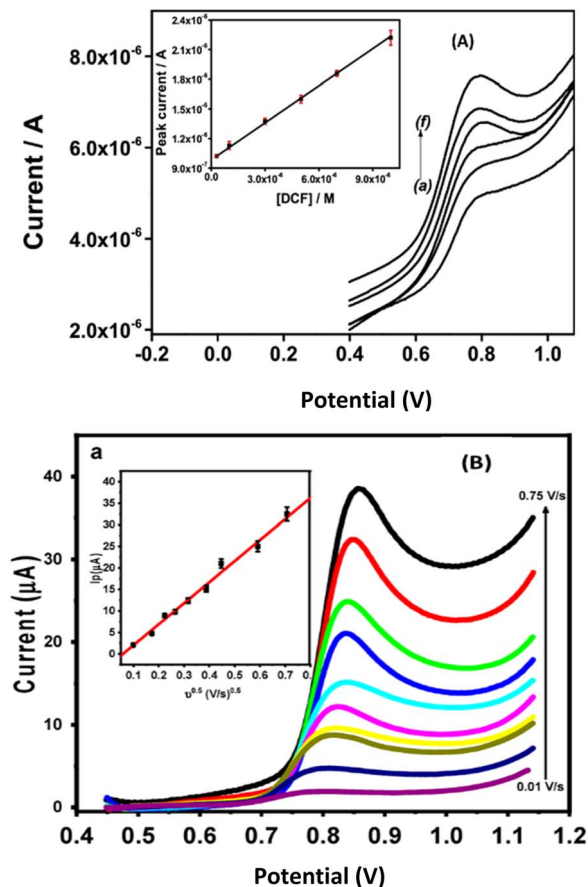 (A)
Current / A
8.0x10⁻⁶
6.0x10⁻⁶
4.0x10⁻⁶
2.0x10⁻⁶
-0.2 0.0 0.2 0.4 0.6 0.8 1.0
Potential (V)
Peak current / A
2.4x10⁻⁶
2.1x10⁻⁶
1.8x10⁻⁶
1.5x10⁻⁶
1.2x10⁻⁶
9.0x10⁻⁷
3.0x10⁻⁶ 6.0x10⁻⁶ 9.0x10⁻⁶
[DCF] / M
(f)
(a)
a
(B)
Current (µA)
40
30
20
10
0
0.4 0.5 0.6 0.7 0.8 0.9 1.0 1.1 1.2
Potential (V)
Ip(µA)
40
35
30
25
20
15
10
5
0
0.1 0.2 0.3 0.4 0.5 0.6 0.7
υ⁰·⁵ (V/s)⁰·⁵
0.75 V/s
0.01 V/s